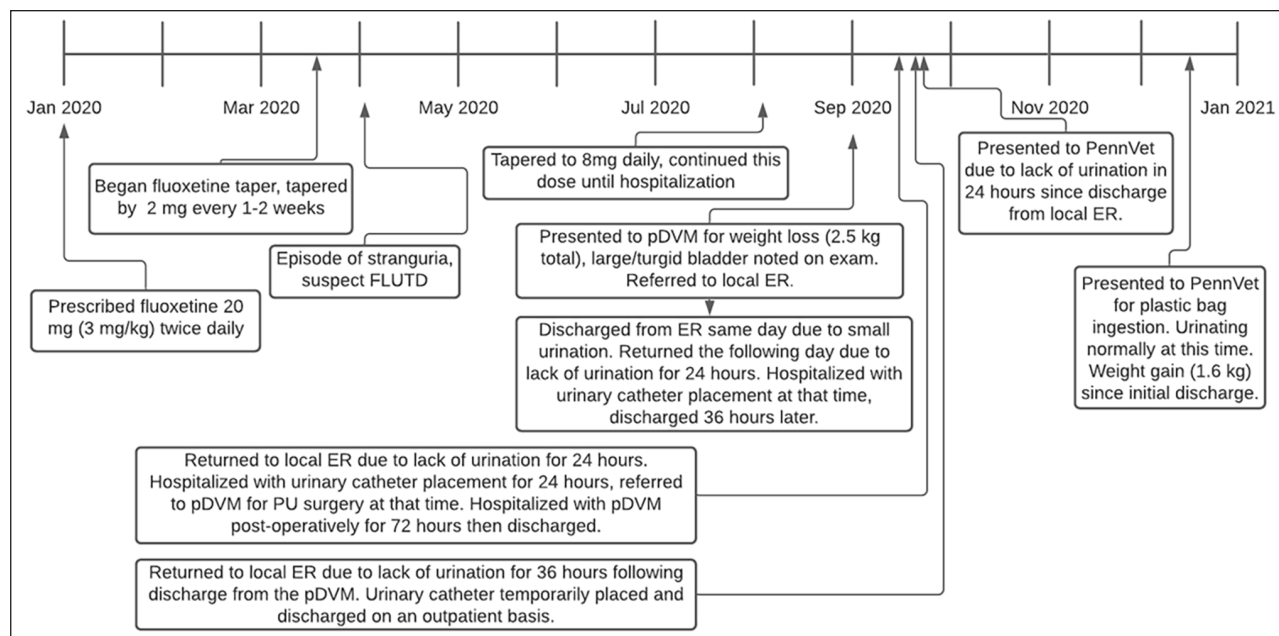 Jan 2020
Mar 2020
May 2020
Jul 2020
Sep 2020
Nov 2020
Jan 2021
Prescribed fluoxetine 20
mg (3 mg/kg) twice daily
Began fluoxetine taper, tapered
by 2 mg every 1-2 weeks
Episode of stranguria,
suspect FLUTD
Tapered to 8mg daily, continued this
dose until hospitalization
Presented to pDVM for weight loss (2.5 kg
total), large/turgid bladder noted on exam.
Referred to local ER.
Discharged from ER same day due to small
urination. Returned the following day due to
lack of urination for 24 hours. Hospitalized with
urinary catheter placement at that time,
discharged 36 hours later.
Returned to local ER due to lack of urination for 24 hours.
Hospitalized with urinary catheter placement for 24 hours, referred
to pDVM for PU surgery at that time. Hospitalized with pDVM
post-operatively for 72 hours then discharged.
Returned to local ER due to lack of urination for 36 hours following
discharge from the pDVM. Urinary catheter temporarily placed and
discharged on an outpatient basis.
Presented to PennVet
due to lack of urination in
24 hours since discharge
from local ER.
Presented to PennVet
for plastic bag
ingestion. Urinating
normally at this time.
Weight gain (1.6 kg)
since initial discharge.